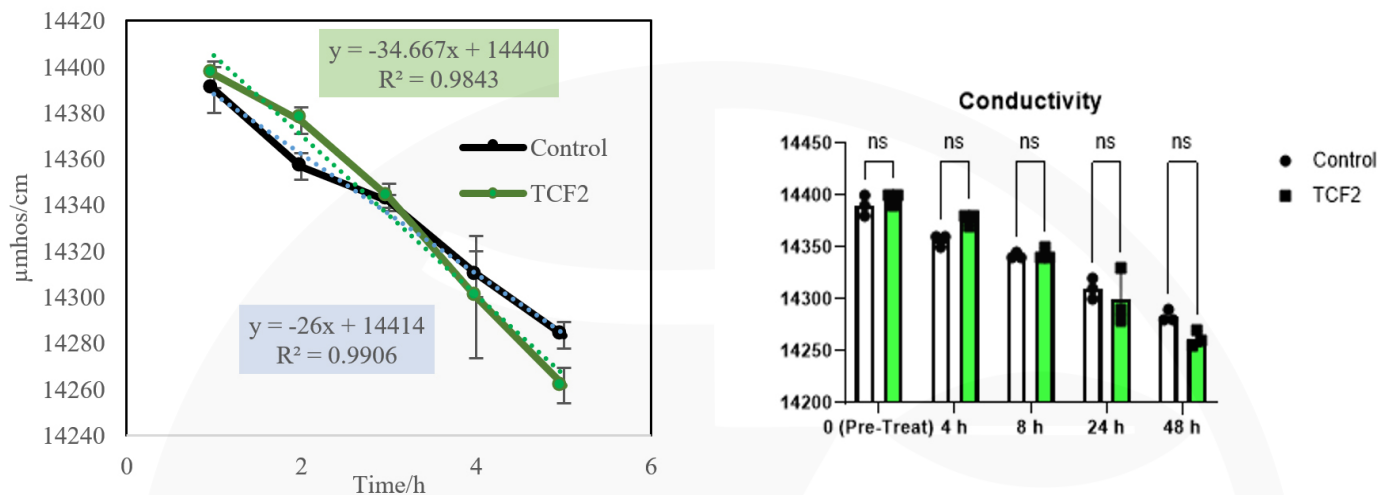 14420
14400
14380
14360
14340
14320
14300
14280
14260
14240
µmhos/cm
y = -34.667x + 14440
R² = 0.9843
Control
TCF2
y = -26x + 14414
R² = 0.9906
0 2 4 6
Time/h
Conductivity
14450
14400
14350
14300
14250
14200
ns ns ns ns ns
Control
TCF2
0 (Pre-Treat) 4 h 8 h 24 h 48 h